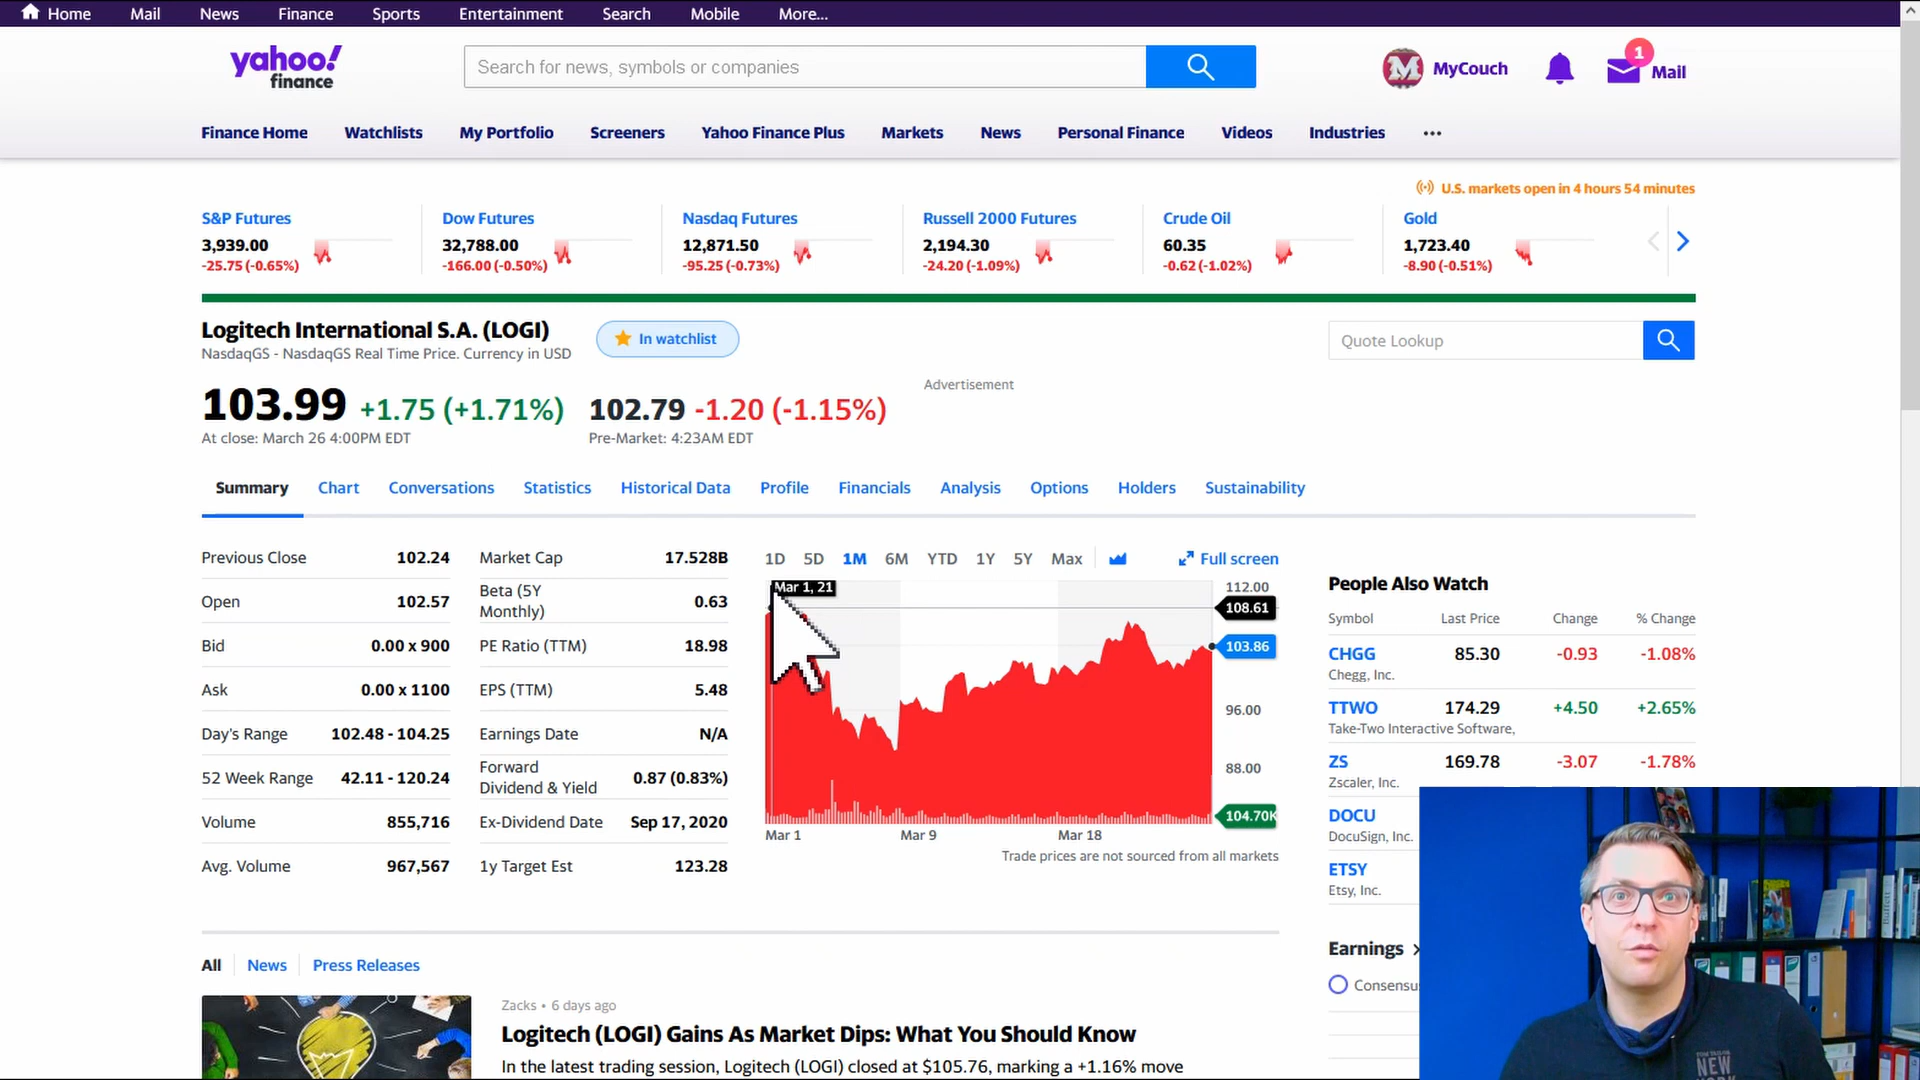 Home Mail News Finance Sports Entertainment Search Mobile More...
yahoo!
finance
Search for news, symbols or companies
M MyCouch
1
Mail
Finance Home Watchlists My Portfolio Screeners Yahoo Finance Plus Markets News Personal Finance Videos Industries ...
U.S. markets open in 4 hours 54 minutes
S&P Futures
3,939.00
-25.75 (-0.65%)
Dow Futures
32,788.00
-166.00 (-0.50%)
Nasdaq Futures
12,871.50
-95.25 (-0.73%)
Russell 2000 Futures
2,194.30
-24.20 (-1.09%)
Crude Oil
60.35
-0.62 (-1.02%)
Gold
1,723.40
-8.90 (-0.51%)
Logitech International S.A. (LOGI)
NasdaqGS - NasdaqGS Real Time Price. Currency in USD
In watchlist
Quote Lookup
103.99 +1.75 (+1.71%)
At close: March 26 4:00PM EDT
102.79 -1.20 (-1.15%)
Pre-Market: 4:23AM EDT
Advertisement
Summary Chart Conversations Statistics Historical Data Profile Financials Analysis Options Holders Sustainability
Previous Close 102.24
Open 102.57
Bid 0.00 x 900
Ask 0.00 x 1100
Day's Range 102.48 - 104.25
52 Week Range 42.11 - 120.24
Volume 855,716
Avg. Volume 967,567
Market Cap 17.528B
Beta (5Y
Monthly) 0.63
PE Ratio (TTM) 18.98
EPS (TTM) 5.48
Earnings Date N/A
Forward
Dividend & Yield 0.87 (0.83%)
Ex-Dividend Date Sep 17, 2020
1y Target Est 123.28
1D 5D 1M 6M YTD 1Y 5Y Max Full screen
Mar 1, 21
112.00
108.61
103.86
96.00
88.00
104.70K
Mar 1 Mar 9 Mar 18
Trade prices are not sourced from all markets
People Also Watch
Symbol Last Price Change % Change
CHGG 85.30 -0.93 -1.08%
Chegg, Inc.
TTWO 174.29 +4.50 +2.65%
Take-Two Interactive Software,
ZS 169.78 -3.07 -1.78%
Zscaler, Inc.
DOCU
DocuSign, Inc.
ETSY
Etsy, Inc.
Earnings
Consensu
All News Press Releases
Zacks • 6 days ago
Logitech (LOGI) Gains As Market Dips: What You Should Know
In the latest trading session, Logitech (LOGI) closed at $105.76, marking a +1.16% move
NEW